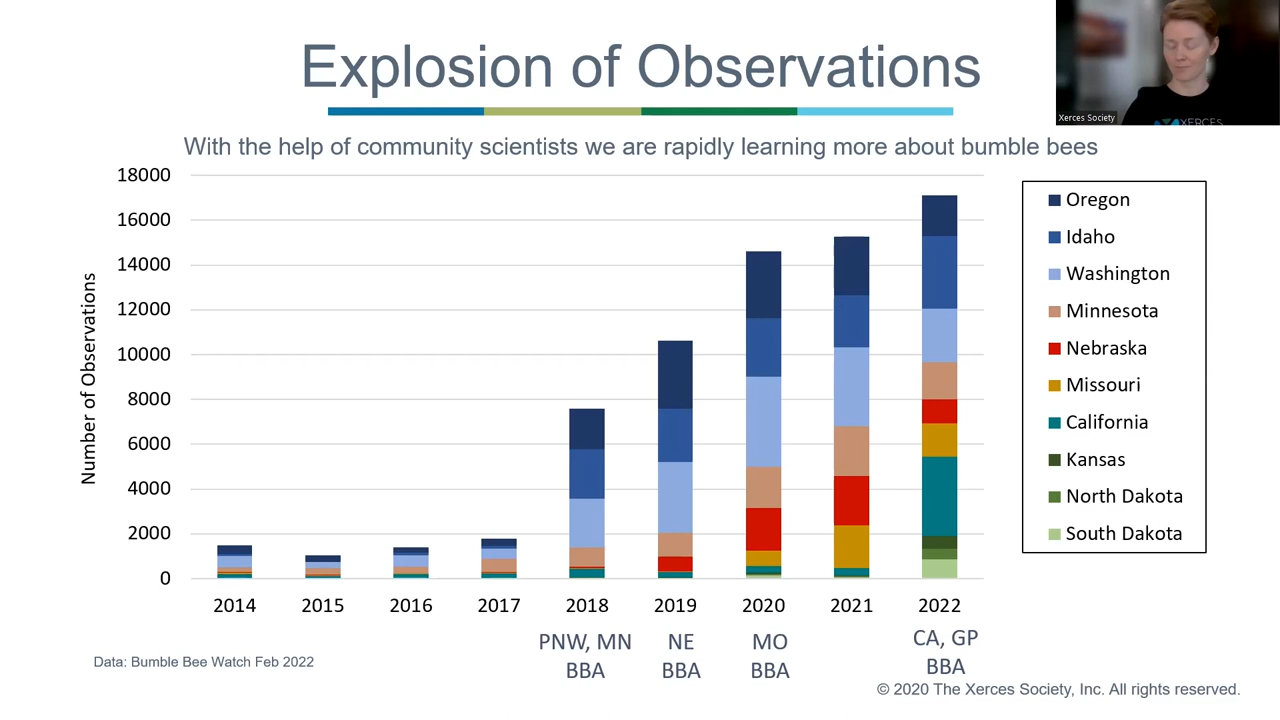 Explosion of Observations
Xerces Society
XERCES
With the help of community scientists we are rapidly learning more about bumble bees
Number of Observations
18000
16000
14000
12000
10000
8000
6000
4000
2000
0
2014 2015 2016 2017 2018 2019 2020 2021 2022
PNW, MN NE MO CA, GP
BBA BBA BBA BBA
Oregon
Idaho
Washington
Minnesota
Nebraska
Missouri
California
Kansas
North Dakota
South Dakota
Data: Bumble Bee Watch Feb 2022
© 2020 The Xerces Society, Inc. All rights reserved.